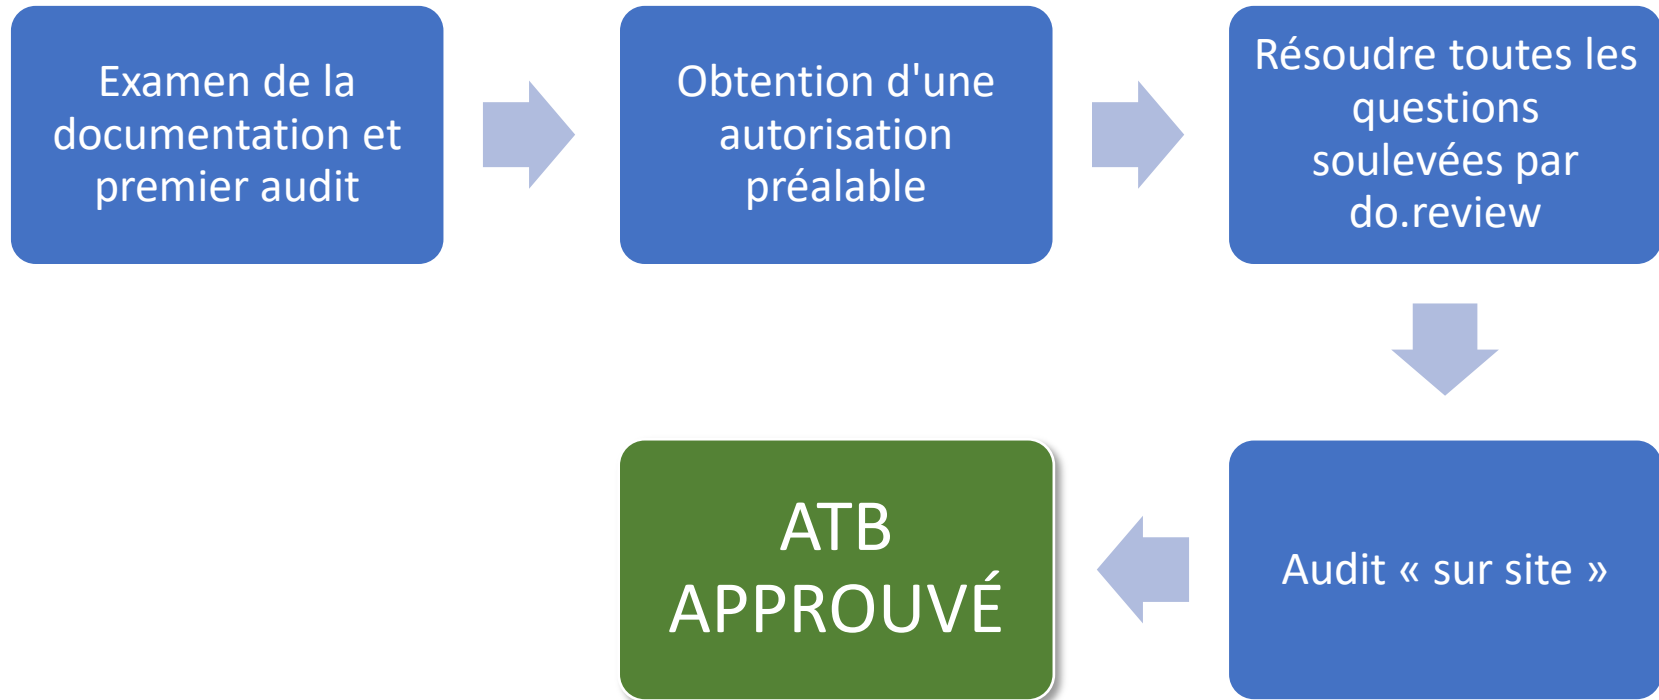 Examen de la
documentation et
premier audit
Obtention d'une
autorisation
préalable
Résoudre toutes les
questions
soulevées par
do.review
Audit « sur site »
ATB
APPROUVÉ